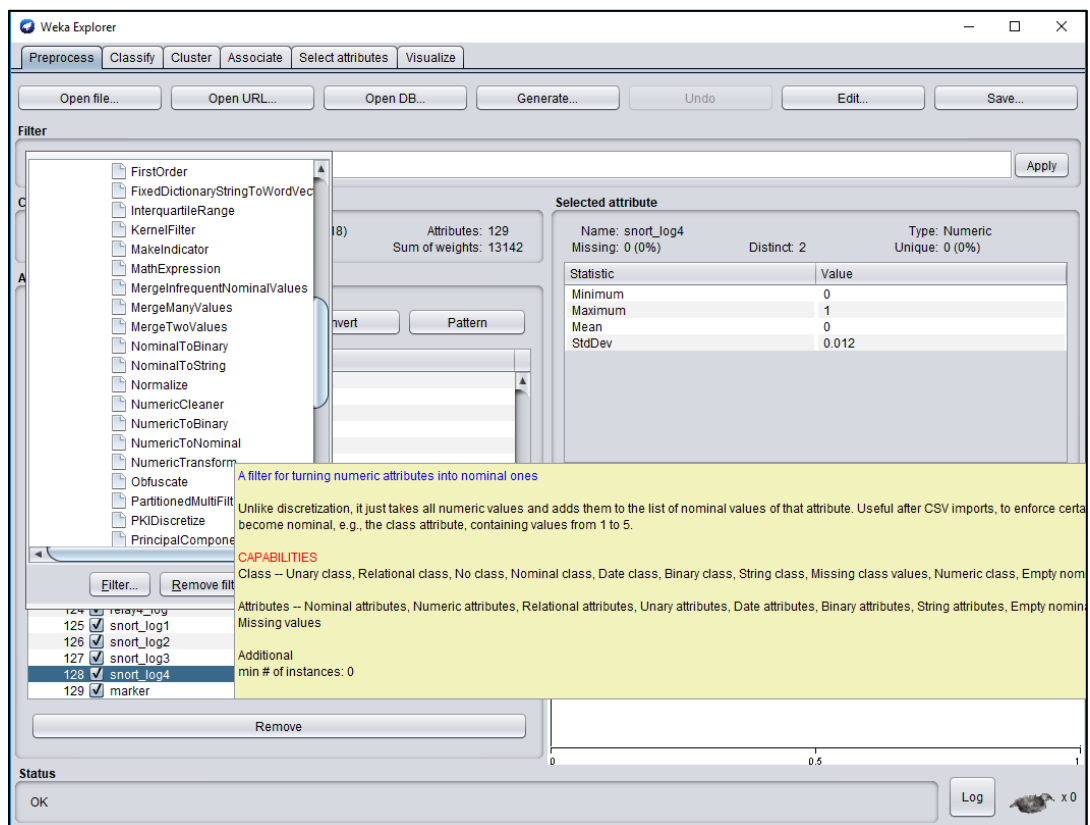 Weka Explorer
Preprocess Classify Cluster Associate Select attributes Visualize
Open file... Open URL... Open DB... Generate... Undo Edit... Save...
Filter
Apply
FirstOrder
FixedDictionaryStringToWordVec
InterquartileRange
KernelFilter
MakeIndicator
MathExpression
MergeInfrequentNominalValues
MergeManyValues
MergeTwoValues
NominalToBinary
NominalToString
Normalize
NumericCleaner
NumericToBinary
NumericToNominal
NumericTransform
Obfuscate
PartitionedMultiFilt
PKIDiscretize
PrincipalCompone
Filter... Remove filt
C
18) Attributes: 129
Sum of weights: 13142
A
nvert Pattern
124 relay4_log
125 snort_log1
126 snort_log2
127 snort_log3
128 snort_log4
129 marker
Remove
Selected attribute
Name: snort_log4 Type: Numeric
Missing: 0 (0%) Distinct: 2 Unique: 0 (0%)
Statistic Value
Minimum 0
Maximum 1
Mean 0
StdDev 0.012
A filter for turning numeric attributes into nominal ones
Unlike discretization, it just takes all numeric values and adds them to the list of nominal values of that attribute. Useful after CSV imports, to enforce certa
become nominal, e.g., the class attribute, containing values from 1 to 5.
CAPABILITIES
Class -- Unary class, Relational class, No class, Nominal class, Date class, Binary class, String class, Missing class values, Numeric class, Empty nom
Attributes -- Nominal attributes, Numeric attributes, Relational attributes, Unary attributes, Date attributes, Binary attributes, String attributes, Empty nomina
Missing values
Additional
min # of instances: 0
0 0.5 1
Status
OK
Log x 0